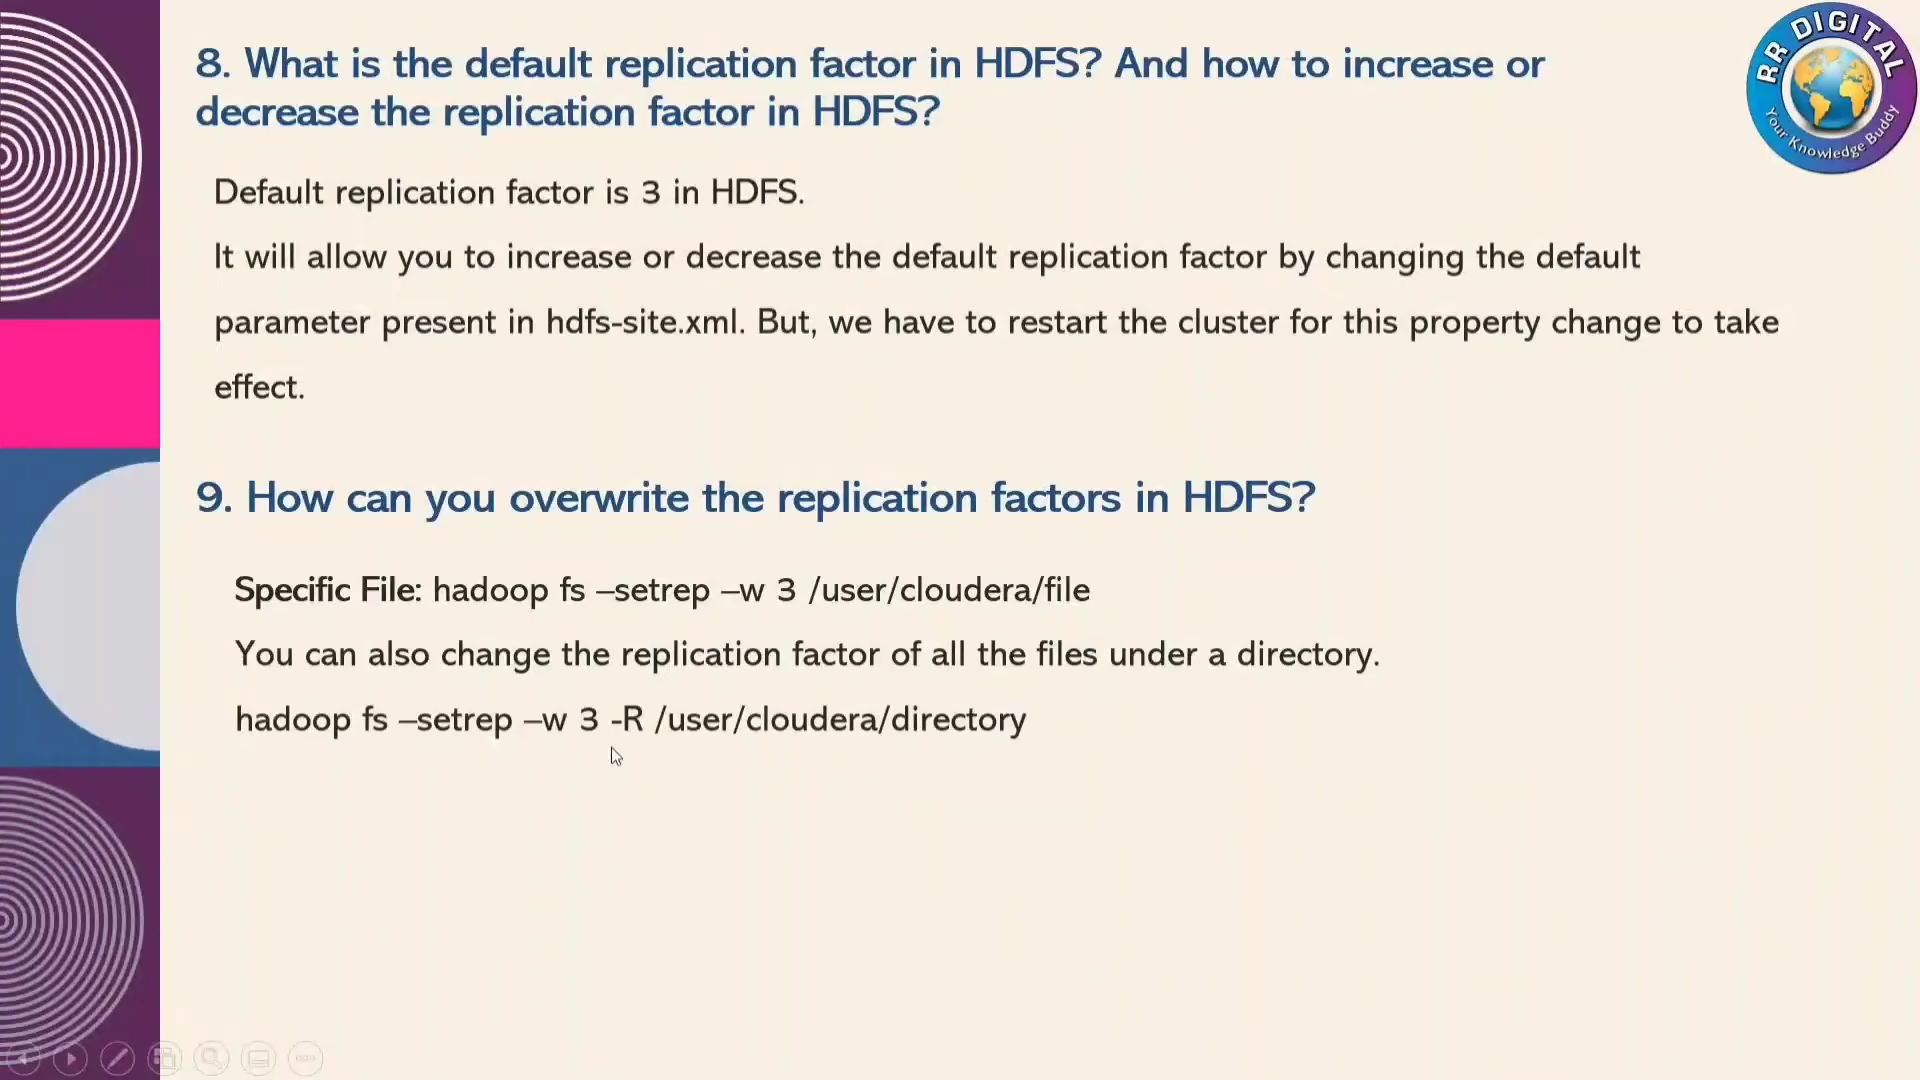 8. What is the default replication factor in HDFS? And how to increase or
decrease the replication factor in HDFS?
RR DIGITAL
Your Knowledge Buddy
Default replication factor is 3 in HDFS.
It will allow you to increase or decrease the default replication factor by changing the default
parameter present in hdfs-site.xml. But, we have to restart the cluster for this property change to take
effect.
9. How can you overwrite the replication factors in HDFS?
Specific File: hadoop fs –setrep –w 3 /user/cloudera/file
You can also change the replication factor of all the files under a directory.
hadoop fs –setrep –w 3 -R /user/cloudera/directory